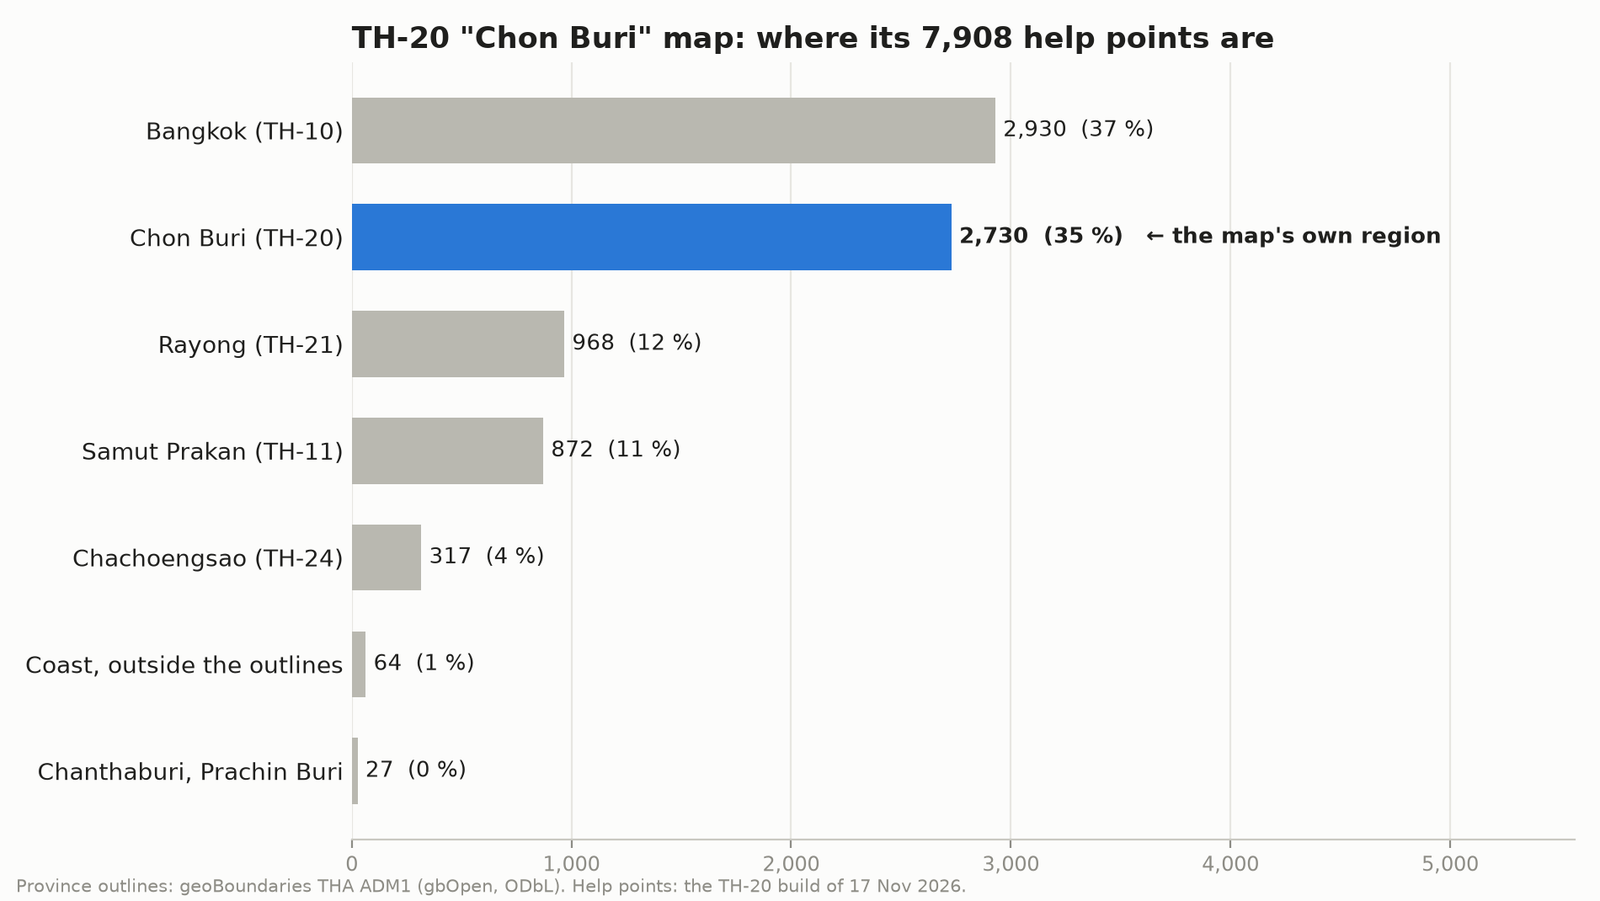 TH-20 "Chon Buri" map: where its 7,908 help points are
Bangkok (TH-10)
2,930 (37 %)
Chon Buri (TH-20)
2,730 (35 %) ← the map's own region
Rayong (TH-21)
968 (12 %)
Samut Prakan (TH-11)
872 (11 %)
Chachoengsao (TH-24)
317 (4 %)
Coast, outside the outlines
64 (1 %)
Chanthaburi, Prachin Buri
27 (0 %)
0 1,000 2,000 3,000 4,000 5,000
Province outlines: geoBoundaries THA ADM1 (gbOpen, ODbL). Help points: the TH-20 build of 17 Nov 2026.